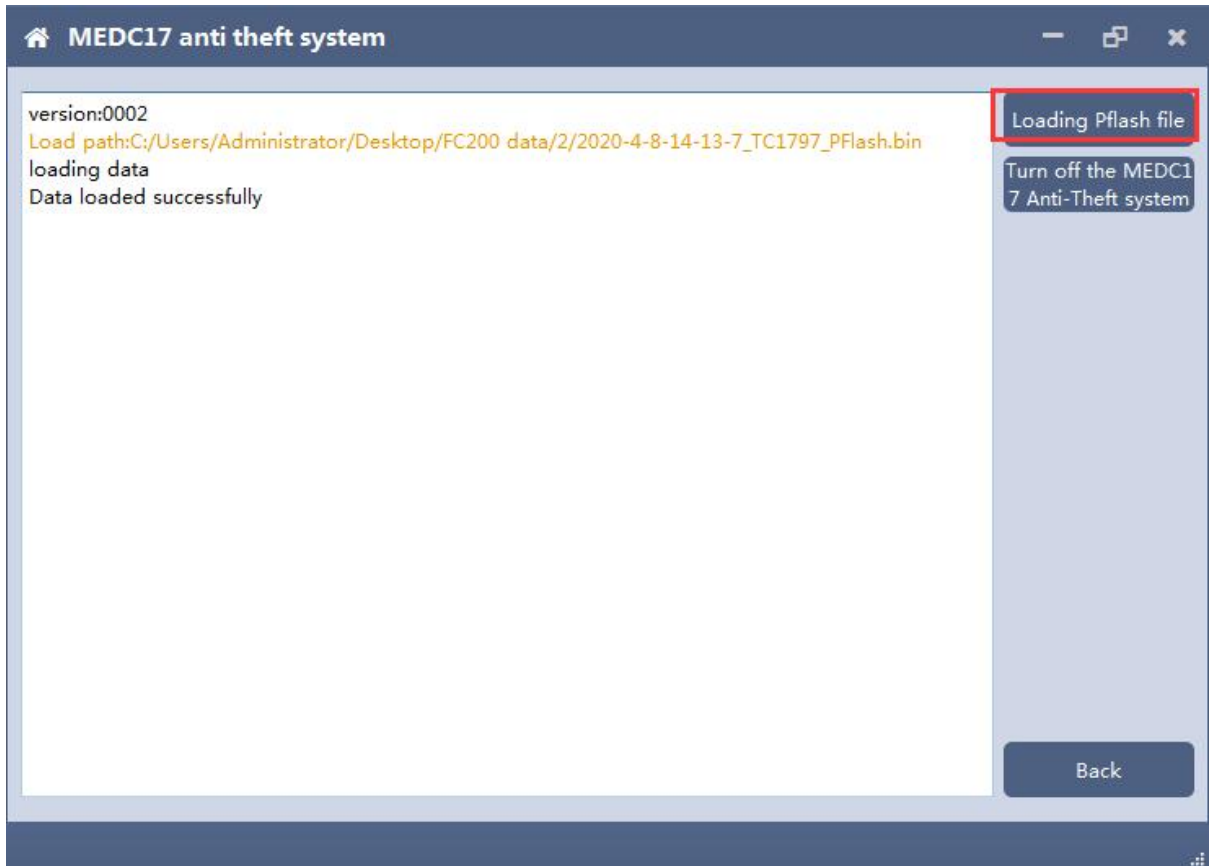 MEDC17 anti theft system
version:0002
Load path:C:/Users/Administrator/Desktop/FC200 data/2/2020-4-8-14-13-7_TC1797_PFlash.bin
loading data
Data loaded successfully
Loading Pflash file
Turn off the MEDC1
7 Anti-Theft system
Back